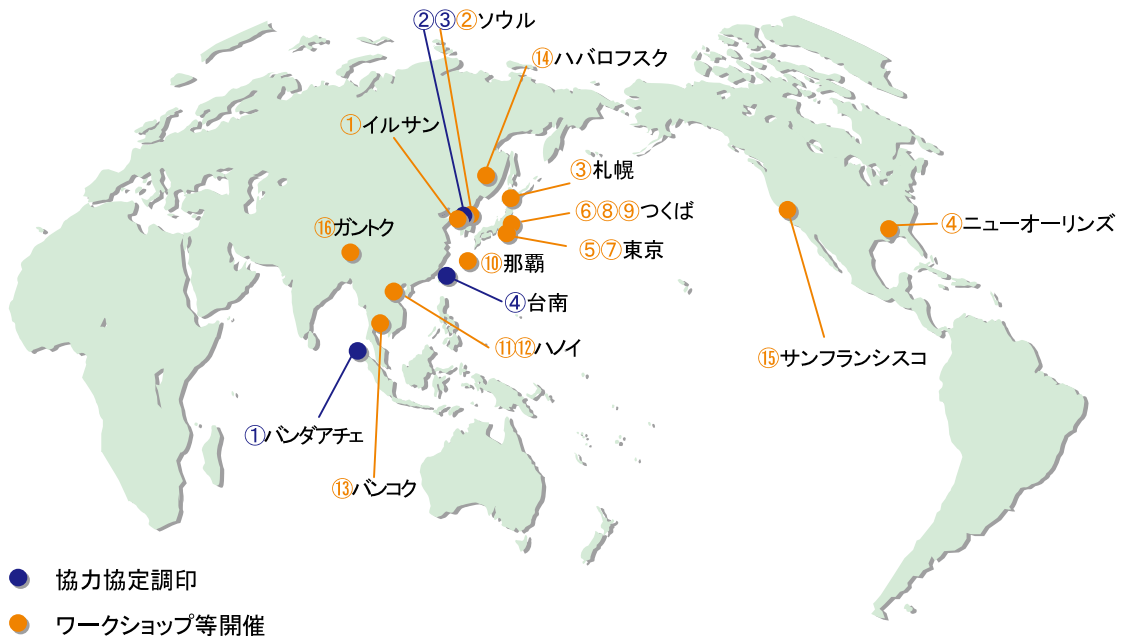 ②③②ソウル
⑭ハバロフスク
①イルサン
③札幌
⑥⑧⑨つくば
④ニューオーリンズ
⑯ガントク
⑤⑦東京
⑩那覇
④台南
⑪⑫ハノイ
⑮サンフランシスコ
①バンダアチェ
⑬バンコク
協力協定調印
ワークショップ等開催